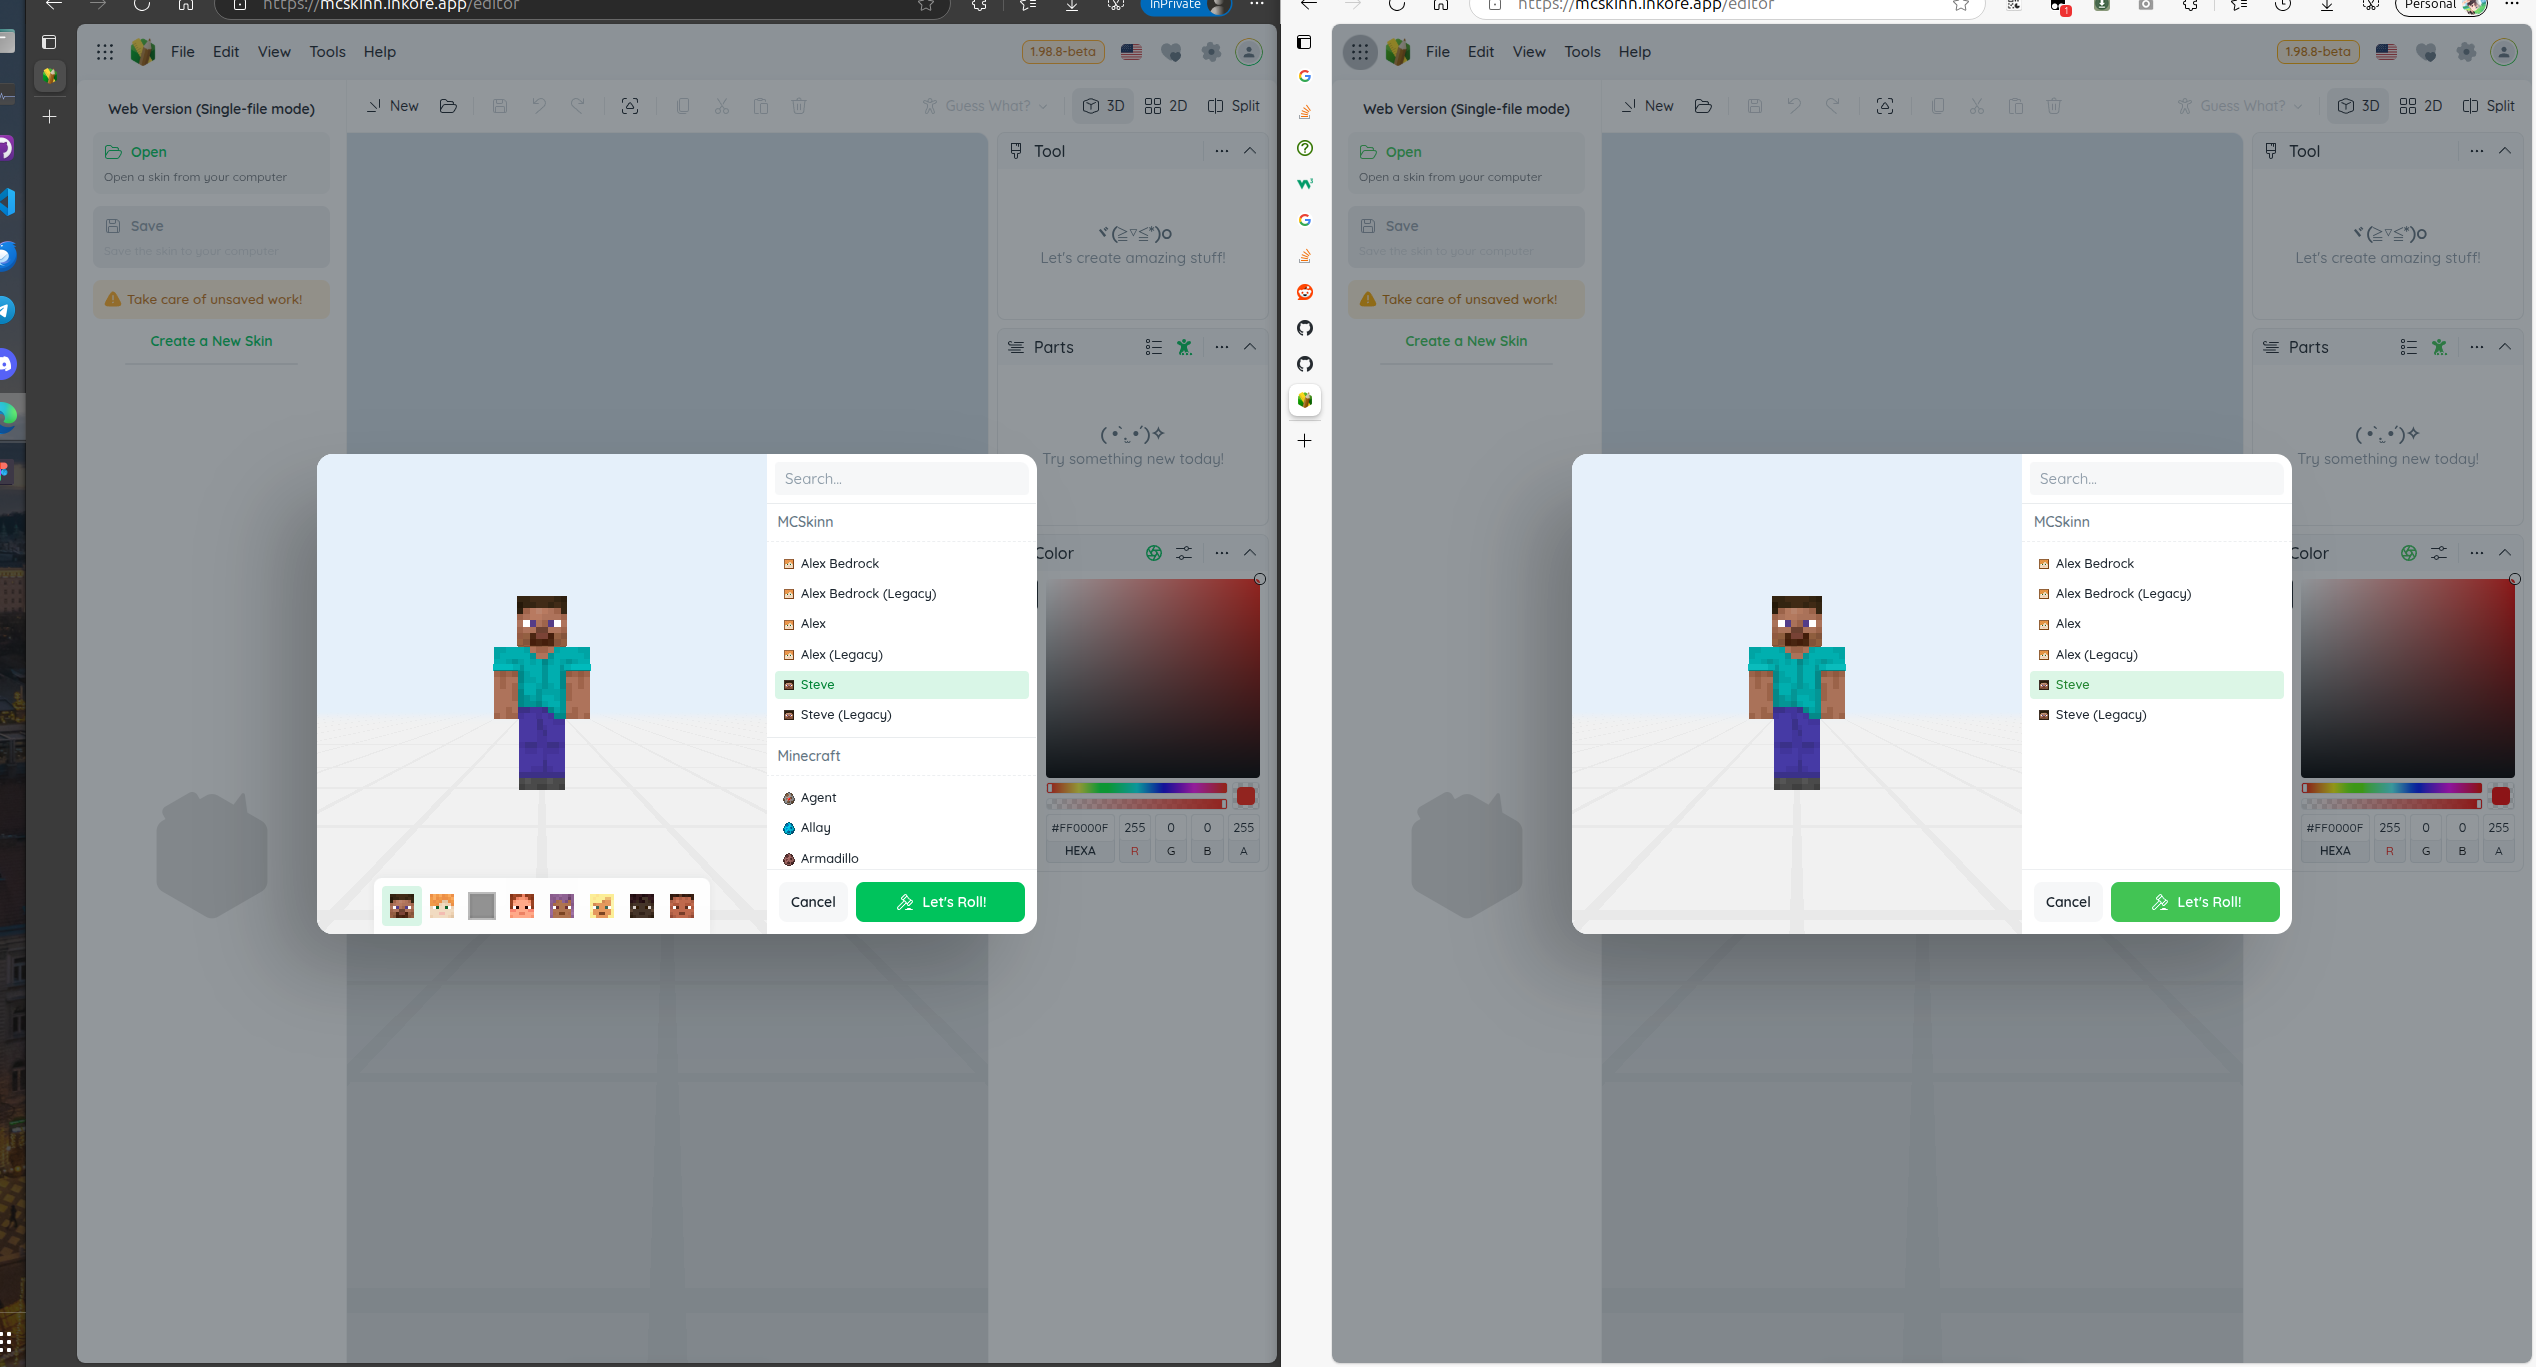 https://mcskinn.inkore.app/editor
InPrivate
File Edit View Tools Help
1.98.8-beta
Web Version (Single-file mode)
New
Guess What?
3D
2D
Split
Open
Open a skin from your computer
Save
Save the skin to your computer
Take care of unsaved work!
Create a New Skin
Tool
ヾ(≧▽≦*)o
Let's create amazing stuff!
Parts
( •̀ ᴗ •́ )✧
Try something new today!
Color
#FF0000F 255 0 0 255
HEXA R G B A
Search...
MCSkinn
Alex Bedrock
Alex Bedrock (Legacy)
Alex
Alex (Legacy)
Steve
Steve (Legacy)
Minecraft
Agent
Allay
Armadillo
Cancel
Let's Roll!
https://mcskinn.inkore.app/editor
2
Personal
File Edit View Tools Help
1.98.8-beta
Web Version (Single-file mode)
New
Guess What?
3D
2D
Split
Open
Open a skin from your computer
Save
Save the skin to your computer
Take care of unsaved work!
Create a New Skin
Tool
ヾ(≧▽≦*)o
Let's create amazing stuff!
Parts
( •̀ ᴗ •́ )✧
Try something new today!
Color
#FF0000F 255 0 0 255
HEXA R G B A
Search...
MCSkinn
Alex Bedrock
Alex Bedrock (Legacy)
Alex
Alex (Legacy)
Steve
Steve (Legacy)
Cancel
Let's Roll!